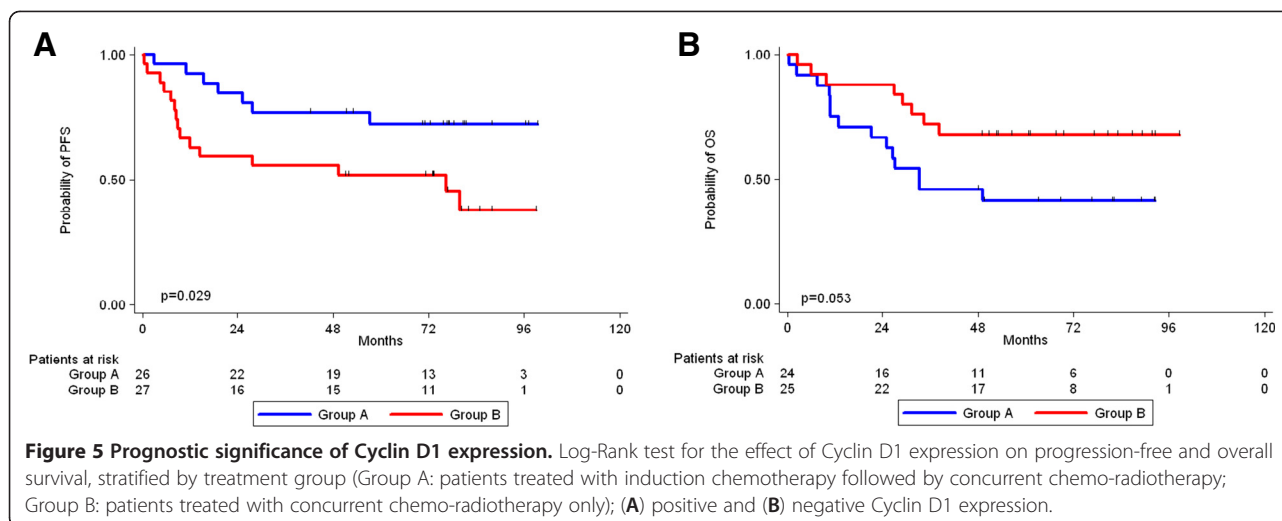 A
1.00
Probability of PFS
0.50
0.00
p=0.029
0 24 48 72 96 120
Months
Patients at risk
Group A 26 22 19 13 3 0
Group B 27 16 15 11 1 0
Group A Group B
B
1.00
Probability of OS
0.50
0.00
p=0.053
0 24 48 72 96 120
Months
Patients at risk
Group A 24 16 11 6 0 0
Group B 25 22 17 8 1 0
Group A Group B
Figure 5 Prognostic significance of Cyclin D1 expression. Log-Rank test for the effect of Cyclin D1 expression on progression-free and overall
survival, stratified by treatment group (Group A: patients treated with induction chemotherapy followed by concurrent chemo-radiotherapy;
Group B: patients treated with concurrent chemo-radiotherapy only); (A) positive and (B) negative Cyclin D1 expression.